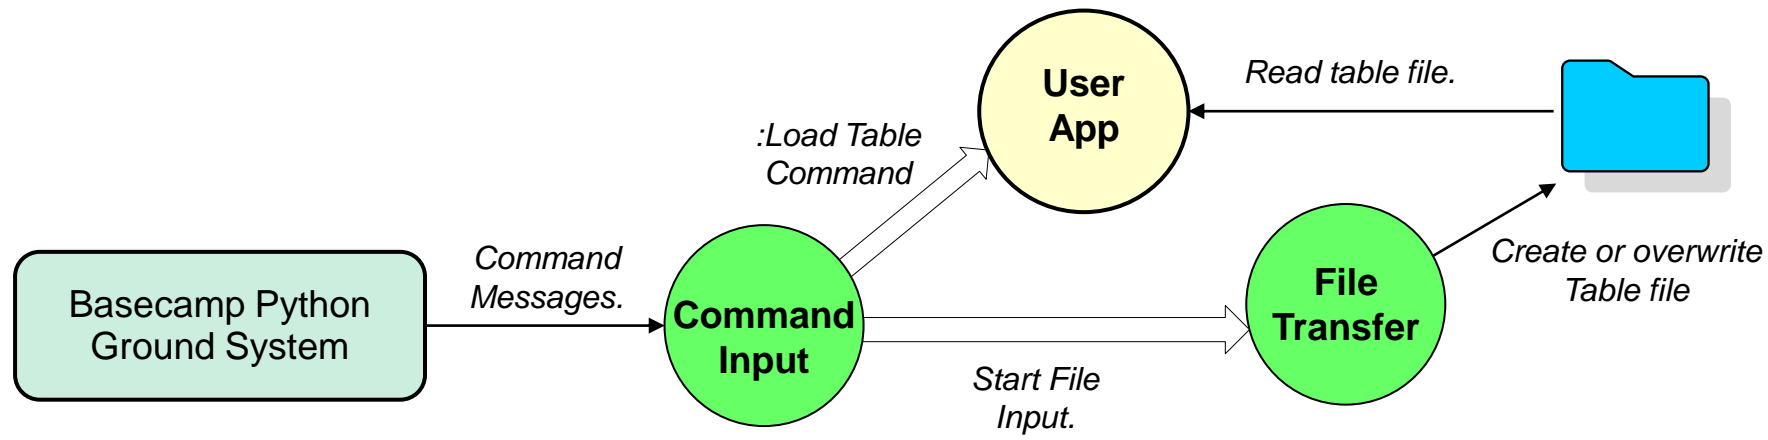 User
App
Read table file.
:Load Table
Command
Command
Messages.
Basecamp Python
Ground System
Command
Input
File
Transfer
Create or overwrite
Table file
Start File
Input.